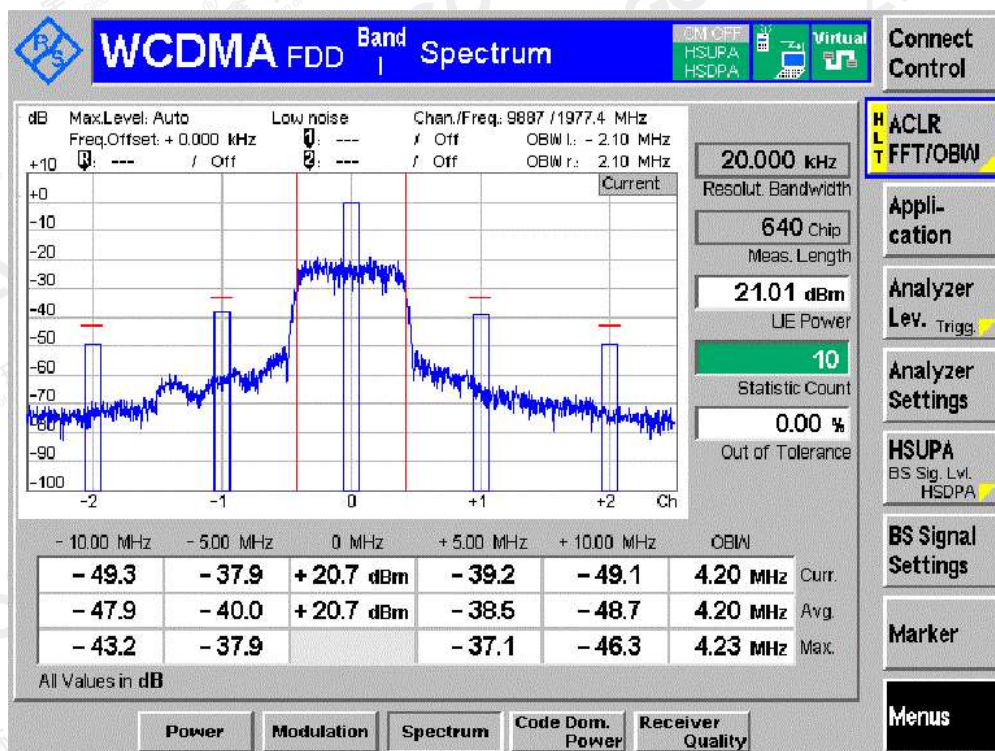 WCDMA FDD Band I Spectrum
CM OFF
HSUPA
HSDPA
Virtual
Connect Control
dB Max.Level: Auto Low noise Chan./Freq.: 9887 /1977.4 MHz
Freq.Offset: + 0.000 kHz 1: --- / Off OBW l.: - 2.10 MHz
R: --- / Off 2: --- / Off OBW r.: 2.10 MHz
Current
+10
+0
-10
-20
-30
-40
-50
-60
-70
-80
-90
-100
-2 -1 0 +1 +2 Ch
20.000 kHz
Resolut. Bandwidth
640 Chip
Meas. Length
21.01 dBm
UE Power
10
Statistic Count
0.00 %
Out of Tolerance
HLT
ACLR
FFT/OBW
Appli-
cation
Analyzer
Lev. Trigg.
Analyzer
Settings
HSUPA
BS Sig. Lvl.
HSDPA
BS Signal
Settings
Marker
Menus
- 10.00 MHz - 5.00 MHz 0 MHz + 5.00 MHz + 10.00 MHz OBW
- 49.3 - 37.9 + 20.7 dBm - 39.2 - 49.1 4.20 MHz Curr.
- 47.9 - 40.0 + 20.7 dBm - 38.5 - 48.7 4.20 MHz Avg.
- 43.2 - 37.9 - 37.1 - 46.3 4.23 MHz Max.
All Values in dB
Power
Modulation
Spectrum
Code Dom.
Power
Receiver
Quality